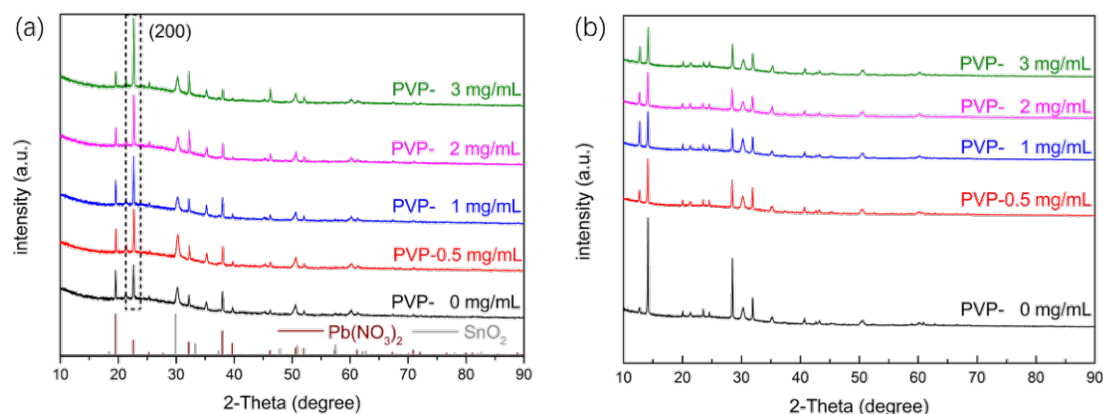 (a)
(200)
PVP- 3 mg/mL
PVP- 2 mg/mL
PVP- 1 mg/mL
PVP-0.5 mg/mL
PVP- 0 mg/mL
Pb(NO₃)₂ SnO₂
intensity (a.u.)
10 20 30 40 50 60 70 80 90
2-Theta (degree)
(b)
PVP- 3 mg/mL
PVP- 2 mg/mL
PVP- 1 mg/mL
PVP-0.5 mg/mL
PVP- 0 mg/mL
intensity (a.u.)
10 20 30 40 50 60 70 80 90
2-Theta (degree)